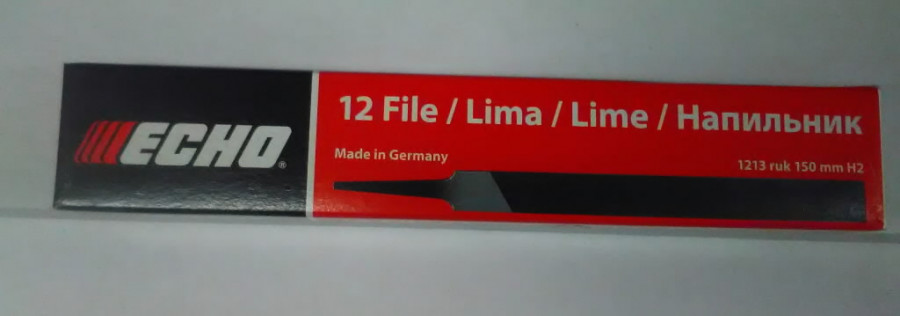 ECHO®
12 File / Lima / Lime / Напильник
Made in Germany
1213 ruk 150 mm H2